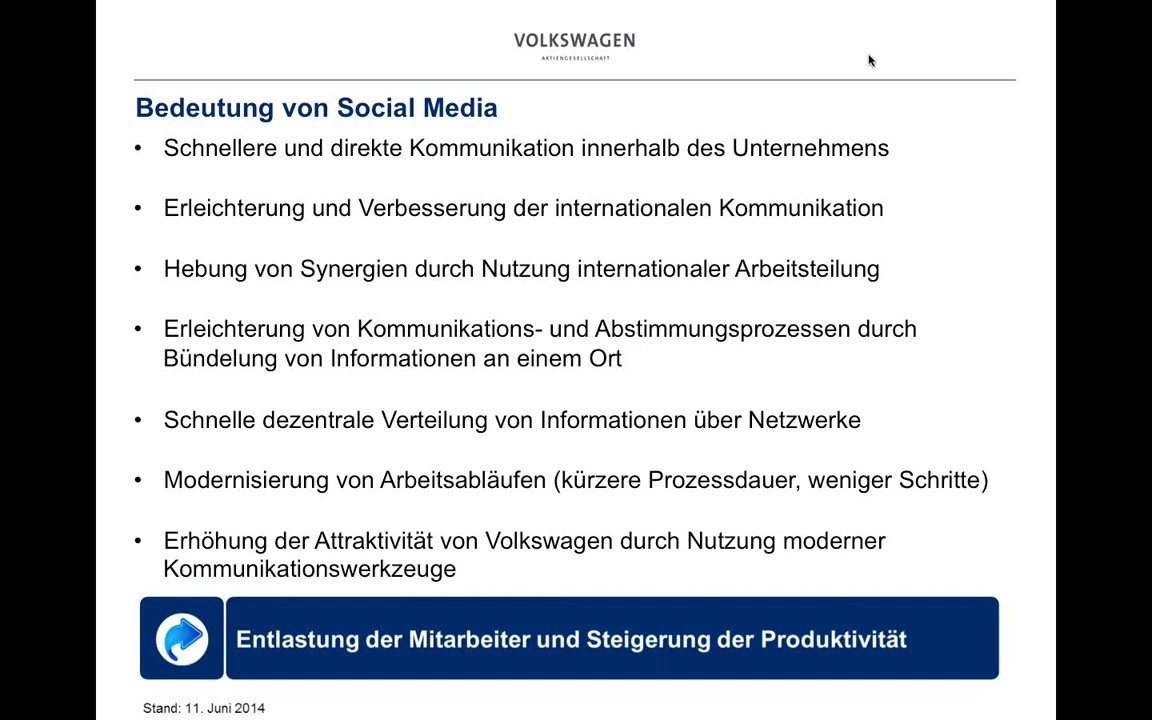 VOLKSWAGEN
AKTIENGESELLSCHAFT
Bedeutung von Social Media
• Schnellere und direkte Kommunikation innerhalb des Unternehmens
• Erleichterung und Verbesserung der internationalen Kommunikation
• Hebung von Synergien durch Nutzung internationaler Arbeitsteilung
• Erleichterung von Kommunikations- und Abstimmungsprozessen durch
Bündelung von Informationen an einem Ort
• Schnelle dezentrale Verteilung von Informationen über Netzwerke
• Modernisierung von Arbeitsabläufen (kürzere Prozessdauer, weniger Schritte)
• Erhöhung der Attraktivität von Volkswagen durch Nutzung moderner
Kommunikationswerkzeuge
Entlastung der Mitarbeiter und Steigerung der Produktivität
Stand: 11. Juni 2014